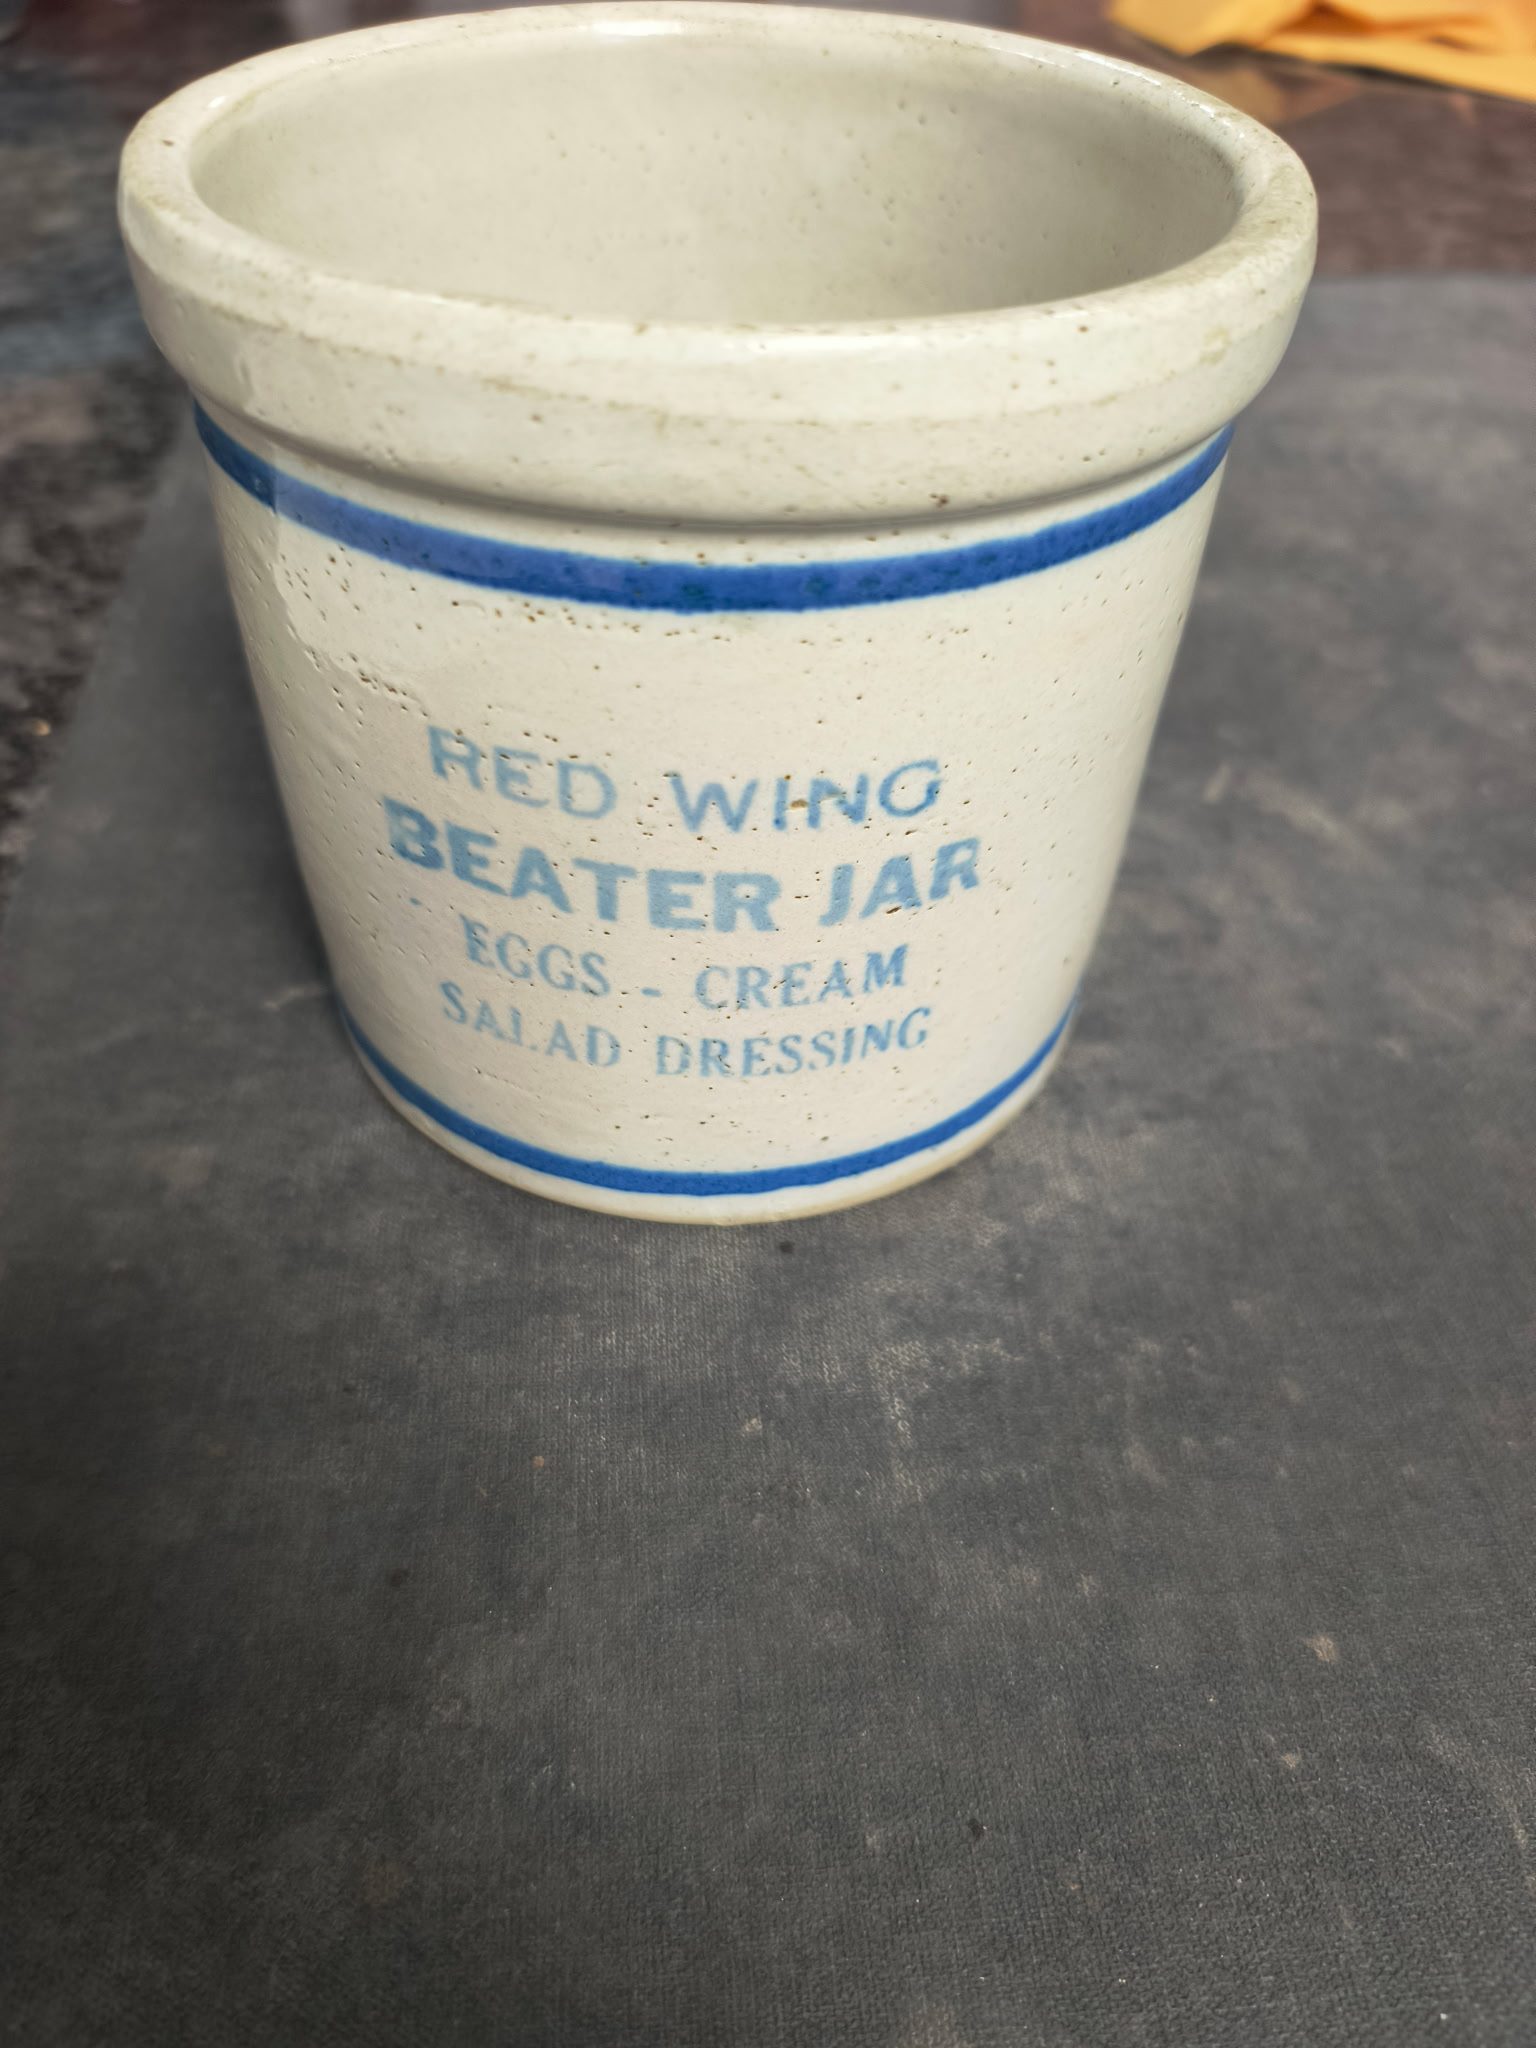 RED WING
BEATER JAR
EGGS - CREAM
SALAD DRESSING